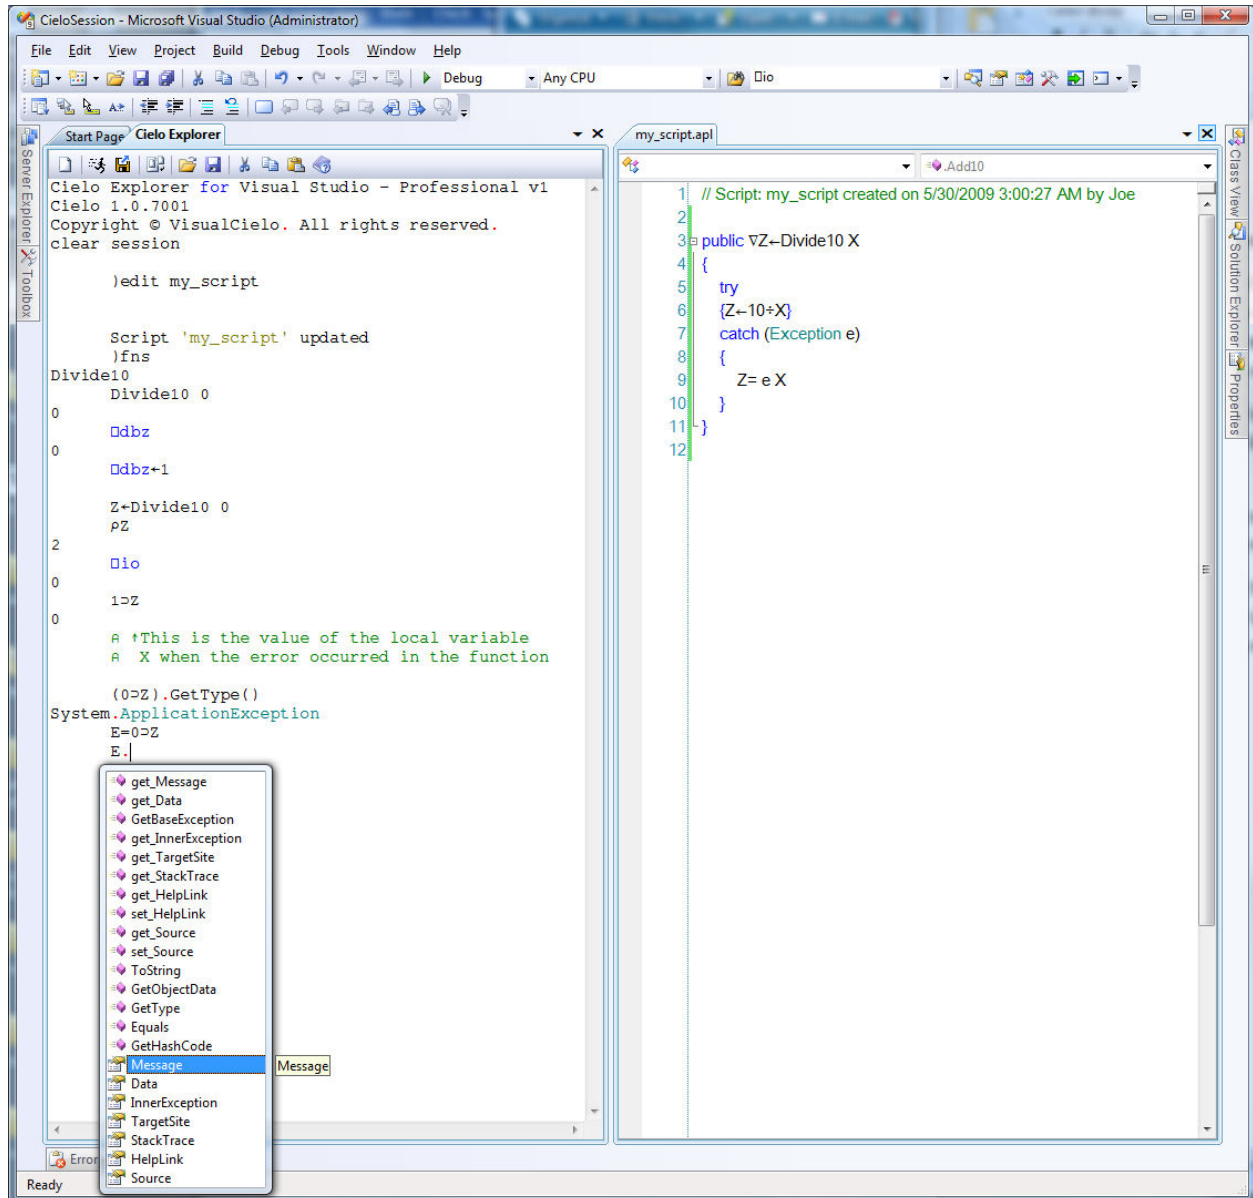 CieloSession - Microsoft Visual Studio (Administrator)
File Edit View Project Build Debug Tools Window Help
Debug Any CPU ⎕io
Start Page Cielo Explorer
my_script.apl
.Add10
Server Explorer
Toolbox
Cielo Explorer for Visual Studio - Professional v1
Cielo 1.0.7001
Copyright © VisualCielo. All rights reserved.
clear session
)edit my_script
Script 'my_script' updated
)fns
Divide10
Divide10 0
0
⎕dbz
0
⎕dbz←1
Z←Divide10 0
⍴Z
2
⎕io
0
1⊃Z
0
⍝ ↑This is the value of the local variable
⍝ X when the error occurred in the function
(0⊃Z).GetType()
System.ApplicationException
E=0⊃Z
E.
get_Message
get_Data
GetBaseException
get_InnerException
get_TargetSite
get_StackTrace
get_HelpLink
set_HelpLink
get_Source
set_Source
ToString
GetObjectData
GetType
Equals
GetHashCode
Message Message
Data
InnerException
TargetSite
StackTrace
HelpLink
Source
1 // Script: my_script created on 5/30/2009 3:00:27 AM by Joe
2
3 public ∇Z←Divide10 X
4 {
5 try
6 {Z←10÷X}
7 catch (Exception e)
8 {
9 Z= e X
10 }
11 }
12
Class View
Solution Explorer
Properties
Error
Ready